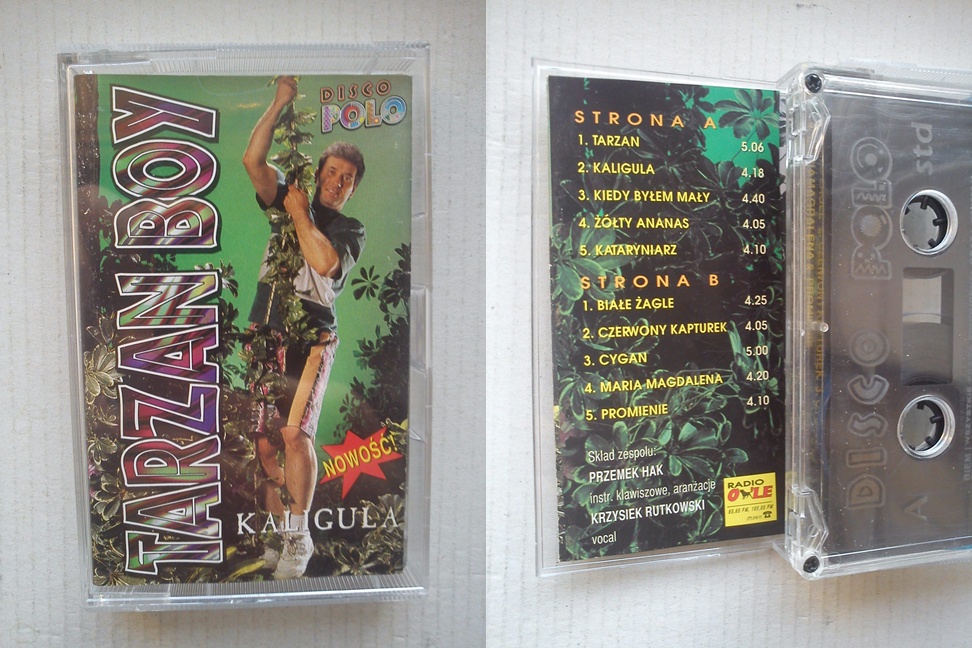 TARZAN BOY
DISCO
POLO
NOWOŚĆ!
KALIGULA
STRONA A
1. TARZAN 5.06
2. KALIGULA 4.18
3. KIEDY BYŁEM MAŁY 4.40
4. ŻÓŁTY ANANAS 4.05
5. KATARYNIARZ 4.10
STRONA B
1. BIAŁE ŻAGLE 4.25
2. CZERWONY KAPTUREK 4.05
3. CYGAN 5.00
4. MARIA MAGDALENA 4.20
5. PROMIENIE 4.10
Skład zespołu:
PRZEMEK HAK
instr. klawiszowe, aranżacje
KRZYSIEK RUTKOWSKI
vocal
RADIO
DISCO POLO
std
A